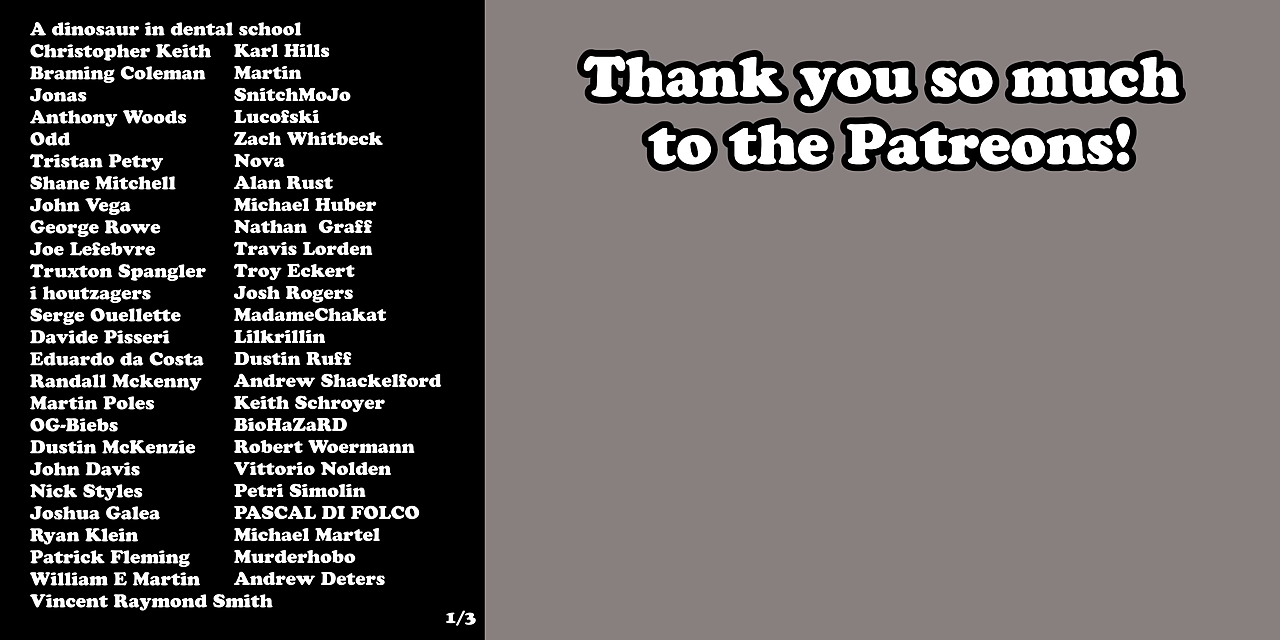 A dinosaur in dental school
Christopher Keith
Braming Coleman
Jonas
Anthony Woods
Odd
Tristan Petry
Shane Mitchell
John Vega
George Rowe
Joe Lefebvre
Truxton Spangler
i houtzagers
Serge Ouellette
Davide Pisseri
Eduardo da Costa
Randall Mckenny
Martin Poles
OG-Biebs
Dustin McKenzie
John Davis
Nick Styles
Joshua Galea
Ryan Klein
Patrick Fleming
William E Martin
Vincent Raymond Smith
Karl Hills
Martin
SnitchMoJo
Lucofski
Zach Whitbeck
Nova
Alan Rust
Michael Huber
Nathan  Graff
Travis Lorden
Troy Eckert
Josh Rogers
MadameChakat
Lilkrillin
Dustin Ruff
Andrew Shackelford
Keith Schroyer
BioHaZaRD
Robert Woermann
Vittorio Nolden
Petri Simolin
PASCAL DI FOLCO
Michael Martel
Murderhobo
Andrew Deters
1/3
Thank you so much
to the Patreons!